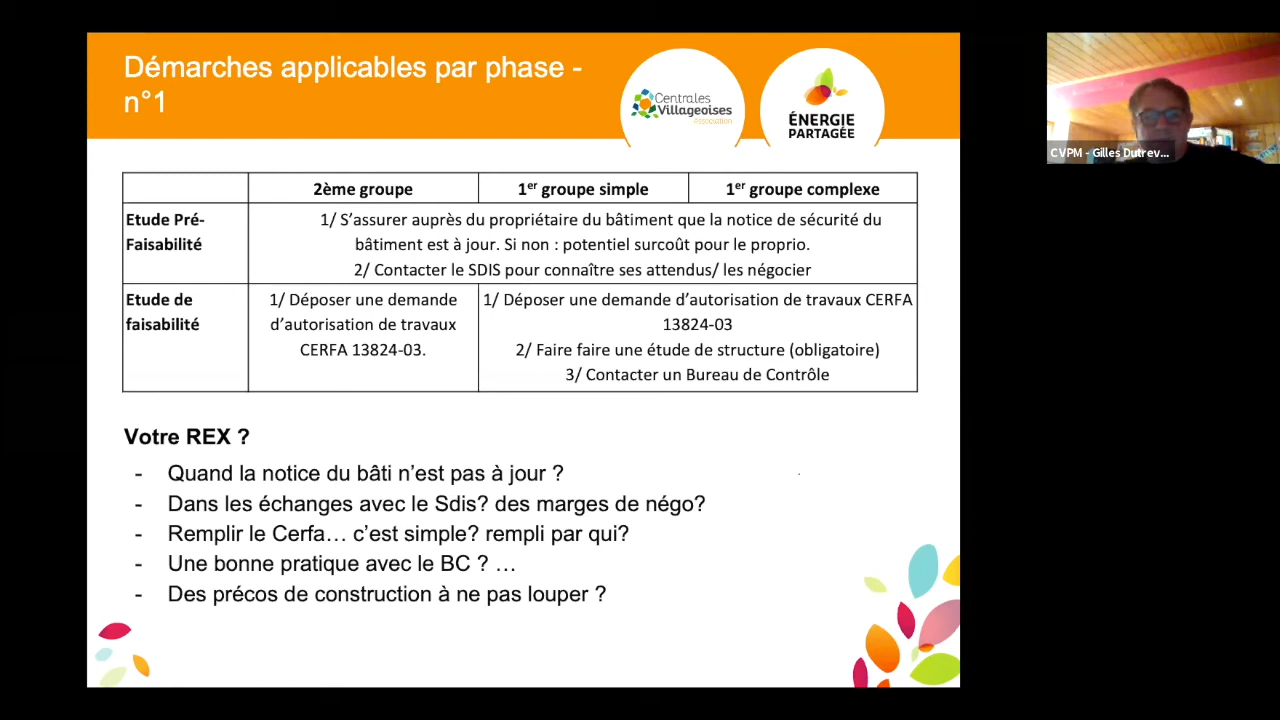 Démarches applicables par phase -
n°1
Centrales
Villageoises
Association
ÉNERGIE
PARTAGÉE
CVPM - Gilles Dutrev...
2ème groupe
1er groupe simple
1er groupe complexe
Etude Pré-
Faisabilité
1/ S'assurer auprès du propriétaire du bâtiment que la notice de sécurité du
bâtiment est à jour. Si non : potentiel surcoût pour le proprio.
2/ Contacter le SDIS pour connaître ses attendus/ les négocier
Etude de
faisabilité
1/ Déposer une demande
d'autorisation de travaux
CERFA 13824-03.
1/ Déposer une demande d'autorisation de travaux CERFA
13824-03
2/ Faire faire une étude de structure (obligatoire)
3/ Contacter un Bureau de Contrôle
Votre REX ?
- Quand la notice du bâti n'est pas à jour ?
- Dans les échanges avec le Sdis? des marges de négo?
- Remplir le Cerfa… c'est simple? rempli par qui?
- Une bonne pratique avec le BC ? …
- Des précos de construction à ne pas louper ?